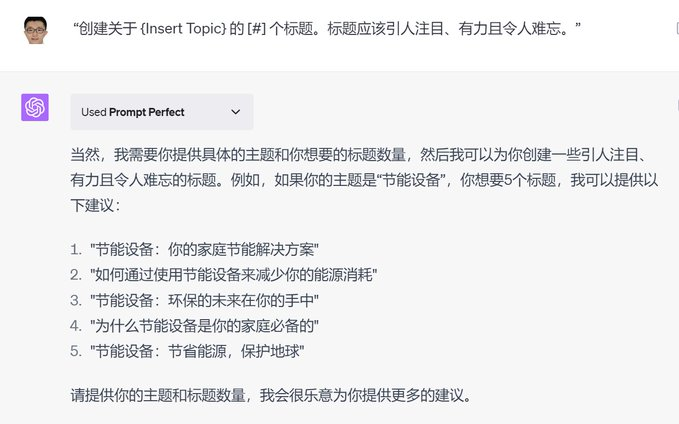 “创建关于 {Insert Topic} 的 [#] 个标题。标题应该引人注目、有力且令人难忘。”
Used Prompt Perfect
当然，我需要你提供具体的主题和你想要的标题数量，然后我可以为你创建一些引人注目、
有力且令人难忘的标题。例如，如果你的主题是“节能设备”，你想要5个标题，我可以提供以
下建议：
1. "节能设备：你的家庭节能解决方案"
2. "如何通过使用节能设备来减少你的能源消耗"
3. "节能设备：环保的未来在你的手中"
4. "为什么节能设备是你的家庭必备的"
5. "节能设备：节省能源，保护地球"
请提供你的主题和标题数量，我会很乐意为你提供更多的建议。